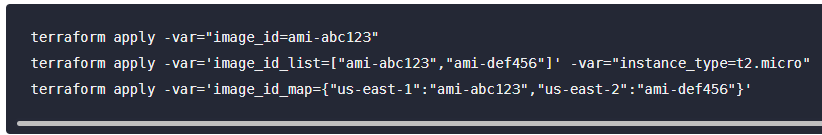 terraform apply -var="image_id=ami-abc123"
terraform apply -var='image_id_list=["ami-abc123","ami-def456"]' -var="instance_type=t2.micro"
terraform apply -var='image_id_map={"us-east-1":"ami-abc123","us-east-2":"ami-def456"}'